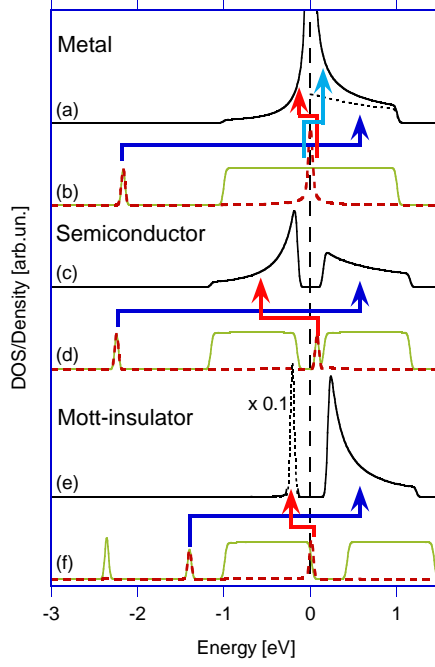 Metal
(a)
(b)
Semiconductor
(c)
(d)
Mott-insulator
x 0.1
(e)
(f)
DOS/Density [arb.un.]
-3 -2 -1 0 1
Energy [eV]